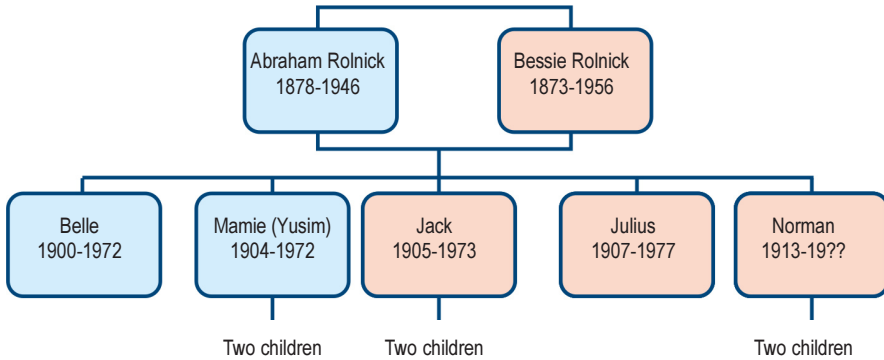 Abraham Rolnick
1878-1946
Bessie Rolnick
1873-1956
Belle
1900-1972
Mamie (Yusim)
1904-1972
Jack
1905-1973
Julius
1907-1977
Norman
1913-19??
Two children
Two children
Two children